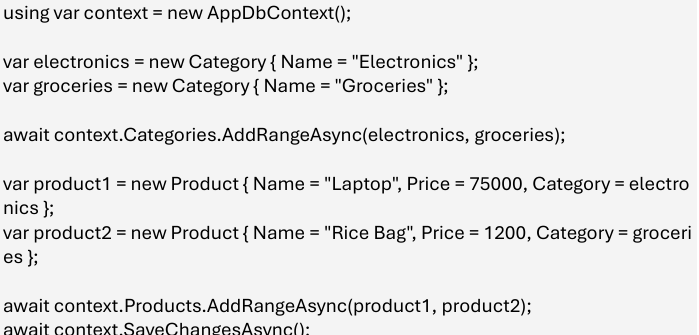 using var context = new AppDbContext();
var electronics = new Category { Name = "Electronics" };
var groceries = new Category { Name = "Groceries" };
await context.Categories.AddRangeAsync(electronics, groceries);
var product1 = new Product { Name = "Laptop", Price = 75000, Category = electro
nics };
var product2 = new Product { Name = "Rice Bag", Price = 1200, Category = groceri
es };
await context.Products.AddRangeAsync(product1, product2);
await context.SaveChangesAsync();